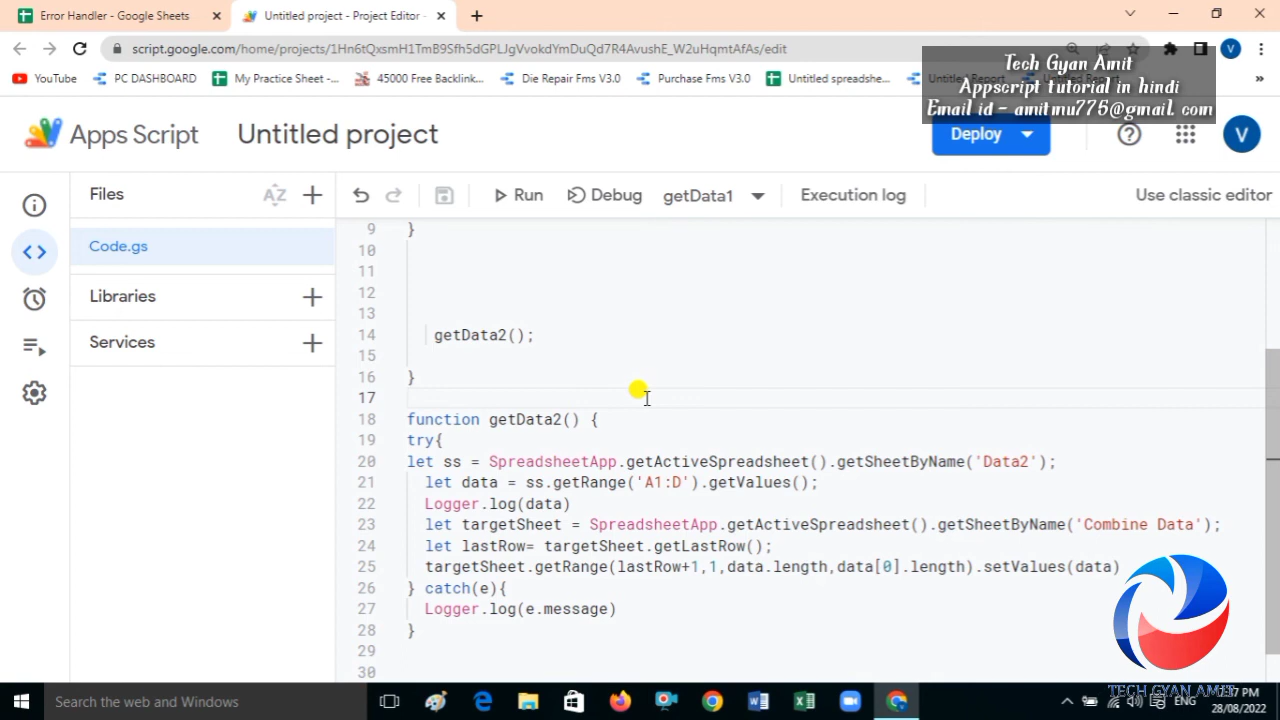 Error Handler - Google Sheets
Untitled project - Project Editor -
script.google.com/home/projects/1Hn6tQxsmH1TmB9Sfh5dGPLJgVvokdYmDuQd7R4AvushE_W2uHqmtAfAs/edit
V
YouTube
PC DASHBOARD
My Practice Sheet -...
45000 Free Backlink...
Die Repair Fms V3.0
Purchase Fms V3.0
Untitled spreadshe...
Untitled Report
Untitled Report
»
Tech Gyan Amit
Appscript tutorial in hindi
Email id - amitmu776@gmail.com
Apps Script
Untitled project
Deploy
V
Files
AZ
Run
Debug
getData1
Execution log
Use classic editor
Code.gs
Libraries
Services
9 }
10
11
12
13
14 getData2();
15
16 }
17
18 function getData2() {
19 try{
20 let ss = SpreadsheetApp.getActiveSpreadsheet().getSheetByName('Data2');
21 let data = ss.getRange('A1:D').getValues();
22 Logger.log(data)
23 let targetSheet = SpreadsheetApp.getActiveSpreadsheet().getSheetByName('Combine Data');
24 let lastRow= targetSheet.getLastRow();
25 targetSheet.getRange(lastRow+1,1,data.length,data[0].length).setValues(data)
26 } catch(e){
27 Logger.log(e.message)
28 }
29
30
TECH GYAN AMIT
Search the web and Windows
ENG
28/08/2022